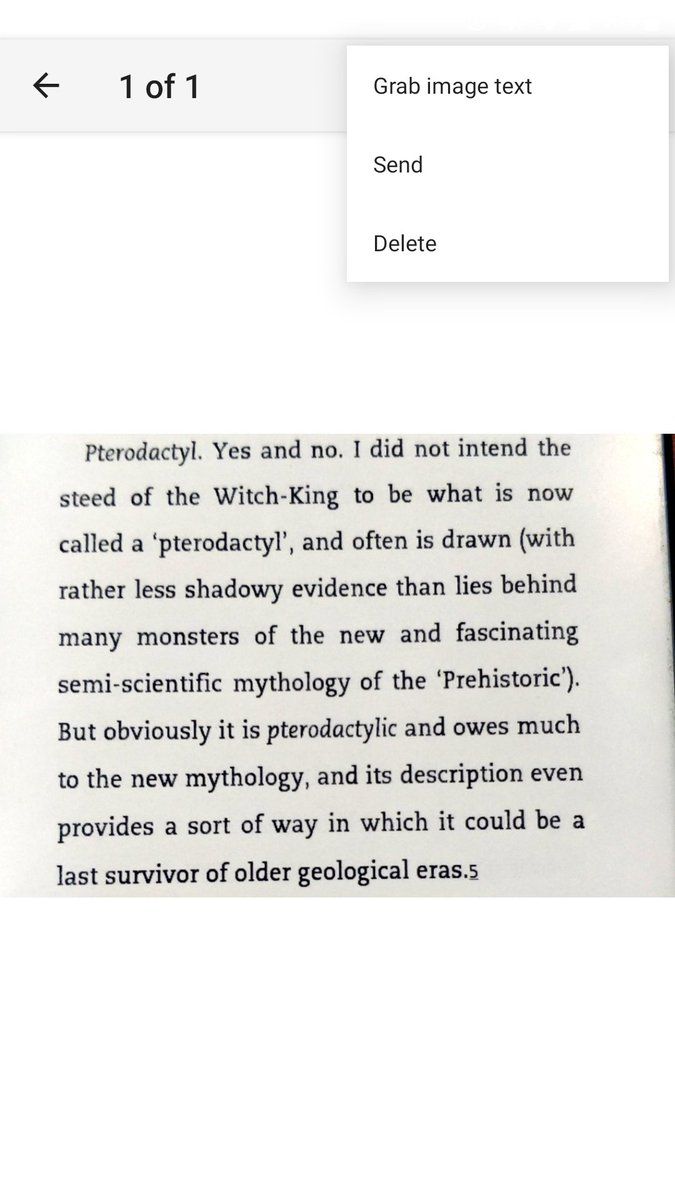 1 of 1
Grab image text
Send
Delete
Pterodactyl. Yes and no. I did not intend the
steed of the Witch-King to be what is now
called a ‘pterodactyl’, and often is drawn (with
rather less shadowy evidence than lies behind
many monsters of the new and fascinating
semi-scientific mythology of the ‘Prehistoric’).
But obviously it is pterodactylic and owes much
to the new mythology, and its description even
provides a sort of way in which it could be a
last survivor of older geological eras.5